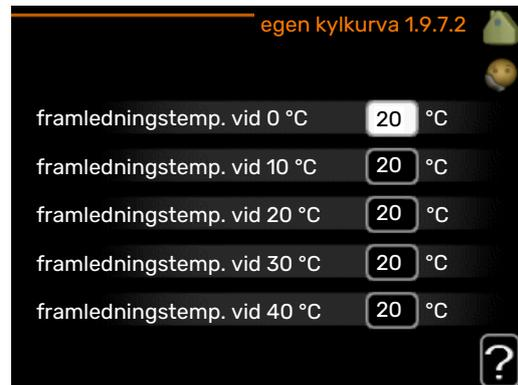 egen kylkurva 1.9.7.2
framledningstemp. vid 0 °C 20 °C
framledningstemp. vid 10 °C 20 °C
framledningstemp. vid 20 °C 20 °C
framledningstemp. vid 30 °C 20 °C
framledningstemp. vid 40 °C 20 °C
?